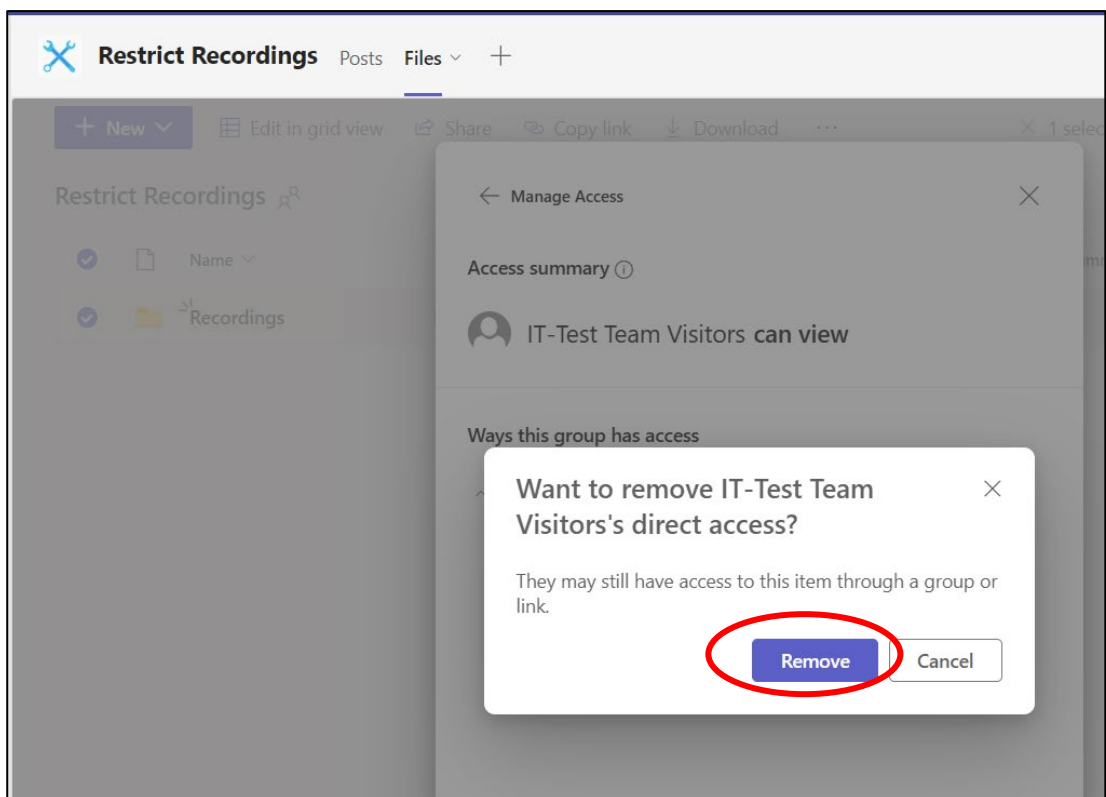 Restrict Recordings Posts Files
New Edit in grid view Share Copy link Download ... 1 selec
Restrict Recordings
Manage Access
Name
Access summary
Recordings
IT-Test Team Visitors can view
Ways this group has access
Want to remove IT-Test Team
Visitors's direct access?
They may still have access to this item through a group or
link.
Remove Cancel